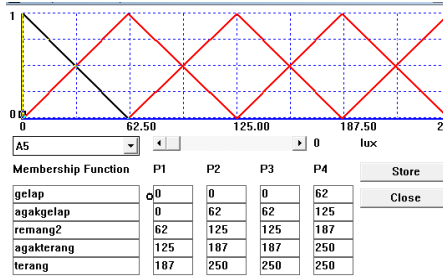 1
0
0 62.50 125.00 187.50 2
A5 0 lux
Membership Function P1 P2 P3 P4 Store
Close
gelap 0 0 0 62
agakgelap 0 62 62 125
remang2 62 125 125 187
agakterang 125 187 187 250
terang 187 250 250 250